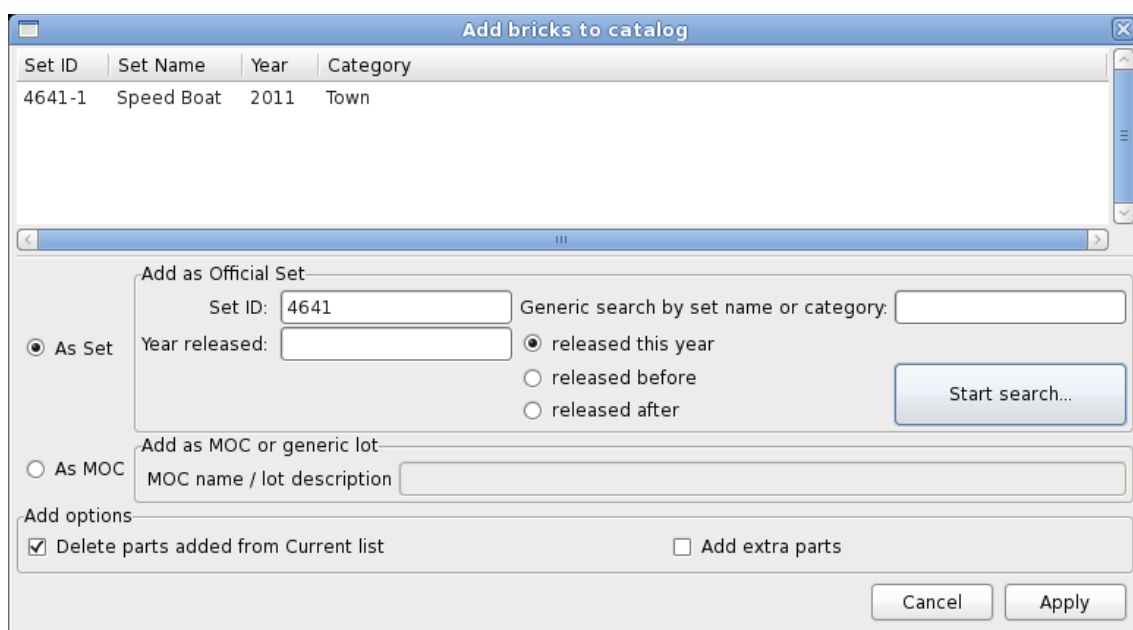 Add bricks to catalog
Set ID Set Name Year Category
4641-1 Speed Boat 2011 Town
Add as Official Set
Set ID: 4641 Generic search by set name or category:
As Set Year released: released this year
released before
Start search...
released after
Add as MOC or generic lot
As MOC MOC name / lot description
Add options
Delete parts added from Current list Add extra parts
Cancel Apply